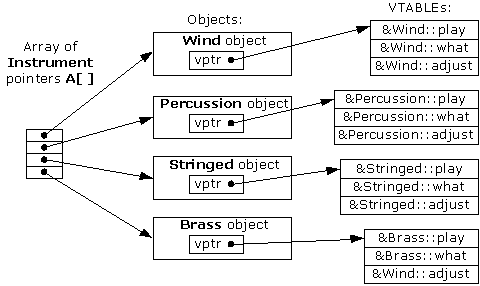 Objects:
VTABLEs:
Array of
Instrument
pointers A[ ]
Wind object
vptr
&Wind::play
&Wind::what
&Wind::adjust
Percussion object
vptr
&Percussion::play
&Percussion::what
&Percussion::adjust
Stringed object
vptr
&Stringed::play
&Stringed::what
&Stringed::adjust
Brass object
vptr
&Brass::play
&Brass::what
&Wind::adjust